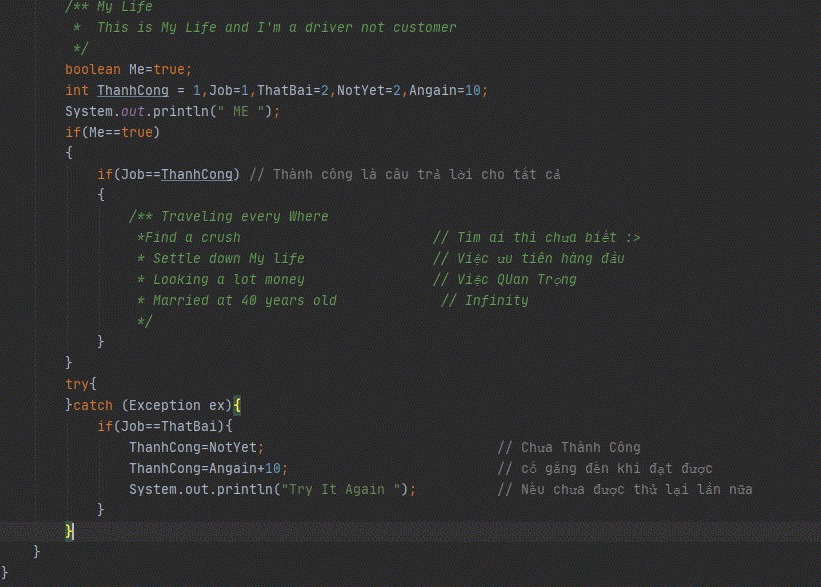 /** My Life
* This is My Life and I'm a driver not customer
*/
boolean Me=true;
int ThanhCong = 1,Job=1,ThatBai=2,NotYet=2,Angain=10;
System.out.println(" ME ");
if(Me==true)
{
if(Job==ThanhCong) // Thành công là câu trả lời cho tất cả
{
/** Traveling every Where
*Find a crush // Tìm ai thì chưa biết :>
* Settle down My life // Việc ưu tiên hàng đầu
* Looking a lot money // Việc QUan Trọng
* Married at 40 years old // Infinity
*/
}
}
try{
}catch (Exception ex){
if(Job==ThatBai){
ThanhCong=NotYet; // Chưa Thành Công
ThanhCong=Angain+10; // cố gắng đến khi đạt được
System.out.println("Try It Again "); // Nếu chưa được thử lại lần nữa
}
}
}
}